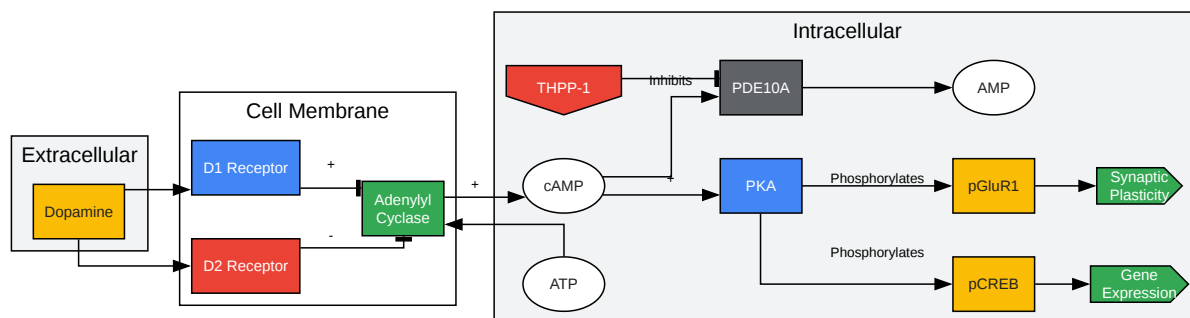 Intracellular
THPP-1
Inhibits
PDE10A
AMP
Cell Membrane
Extracellular
Dopamine
D1 Receptor
+
Adenylyl
Cyclase
+
cAMP
+
PKA
Phosphorylates
pGluR1
Synaptic
Plasticity
D2 Receptor
-
ATP
Phosphorylates
pCREB
Gene
Expression